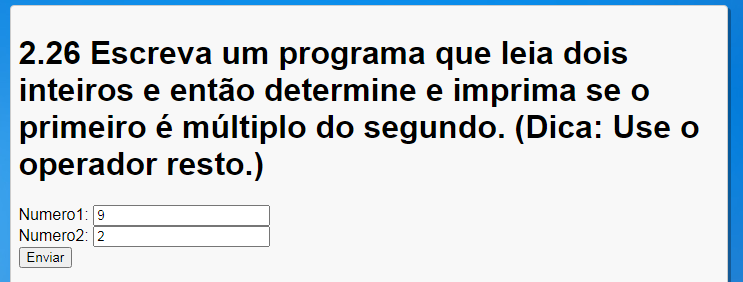 2.26 Escreva um programa que leia dois
inteiros e então determine e imprima se o
primeiro é múltiplo do segundo. (Dica: Use o
operador resto.)
Numero1: 9
Numero2: 2
Enviar